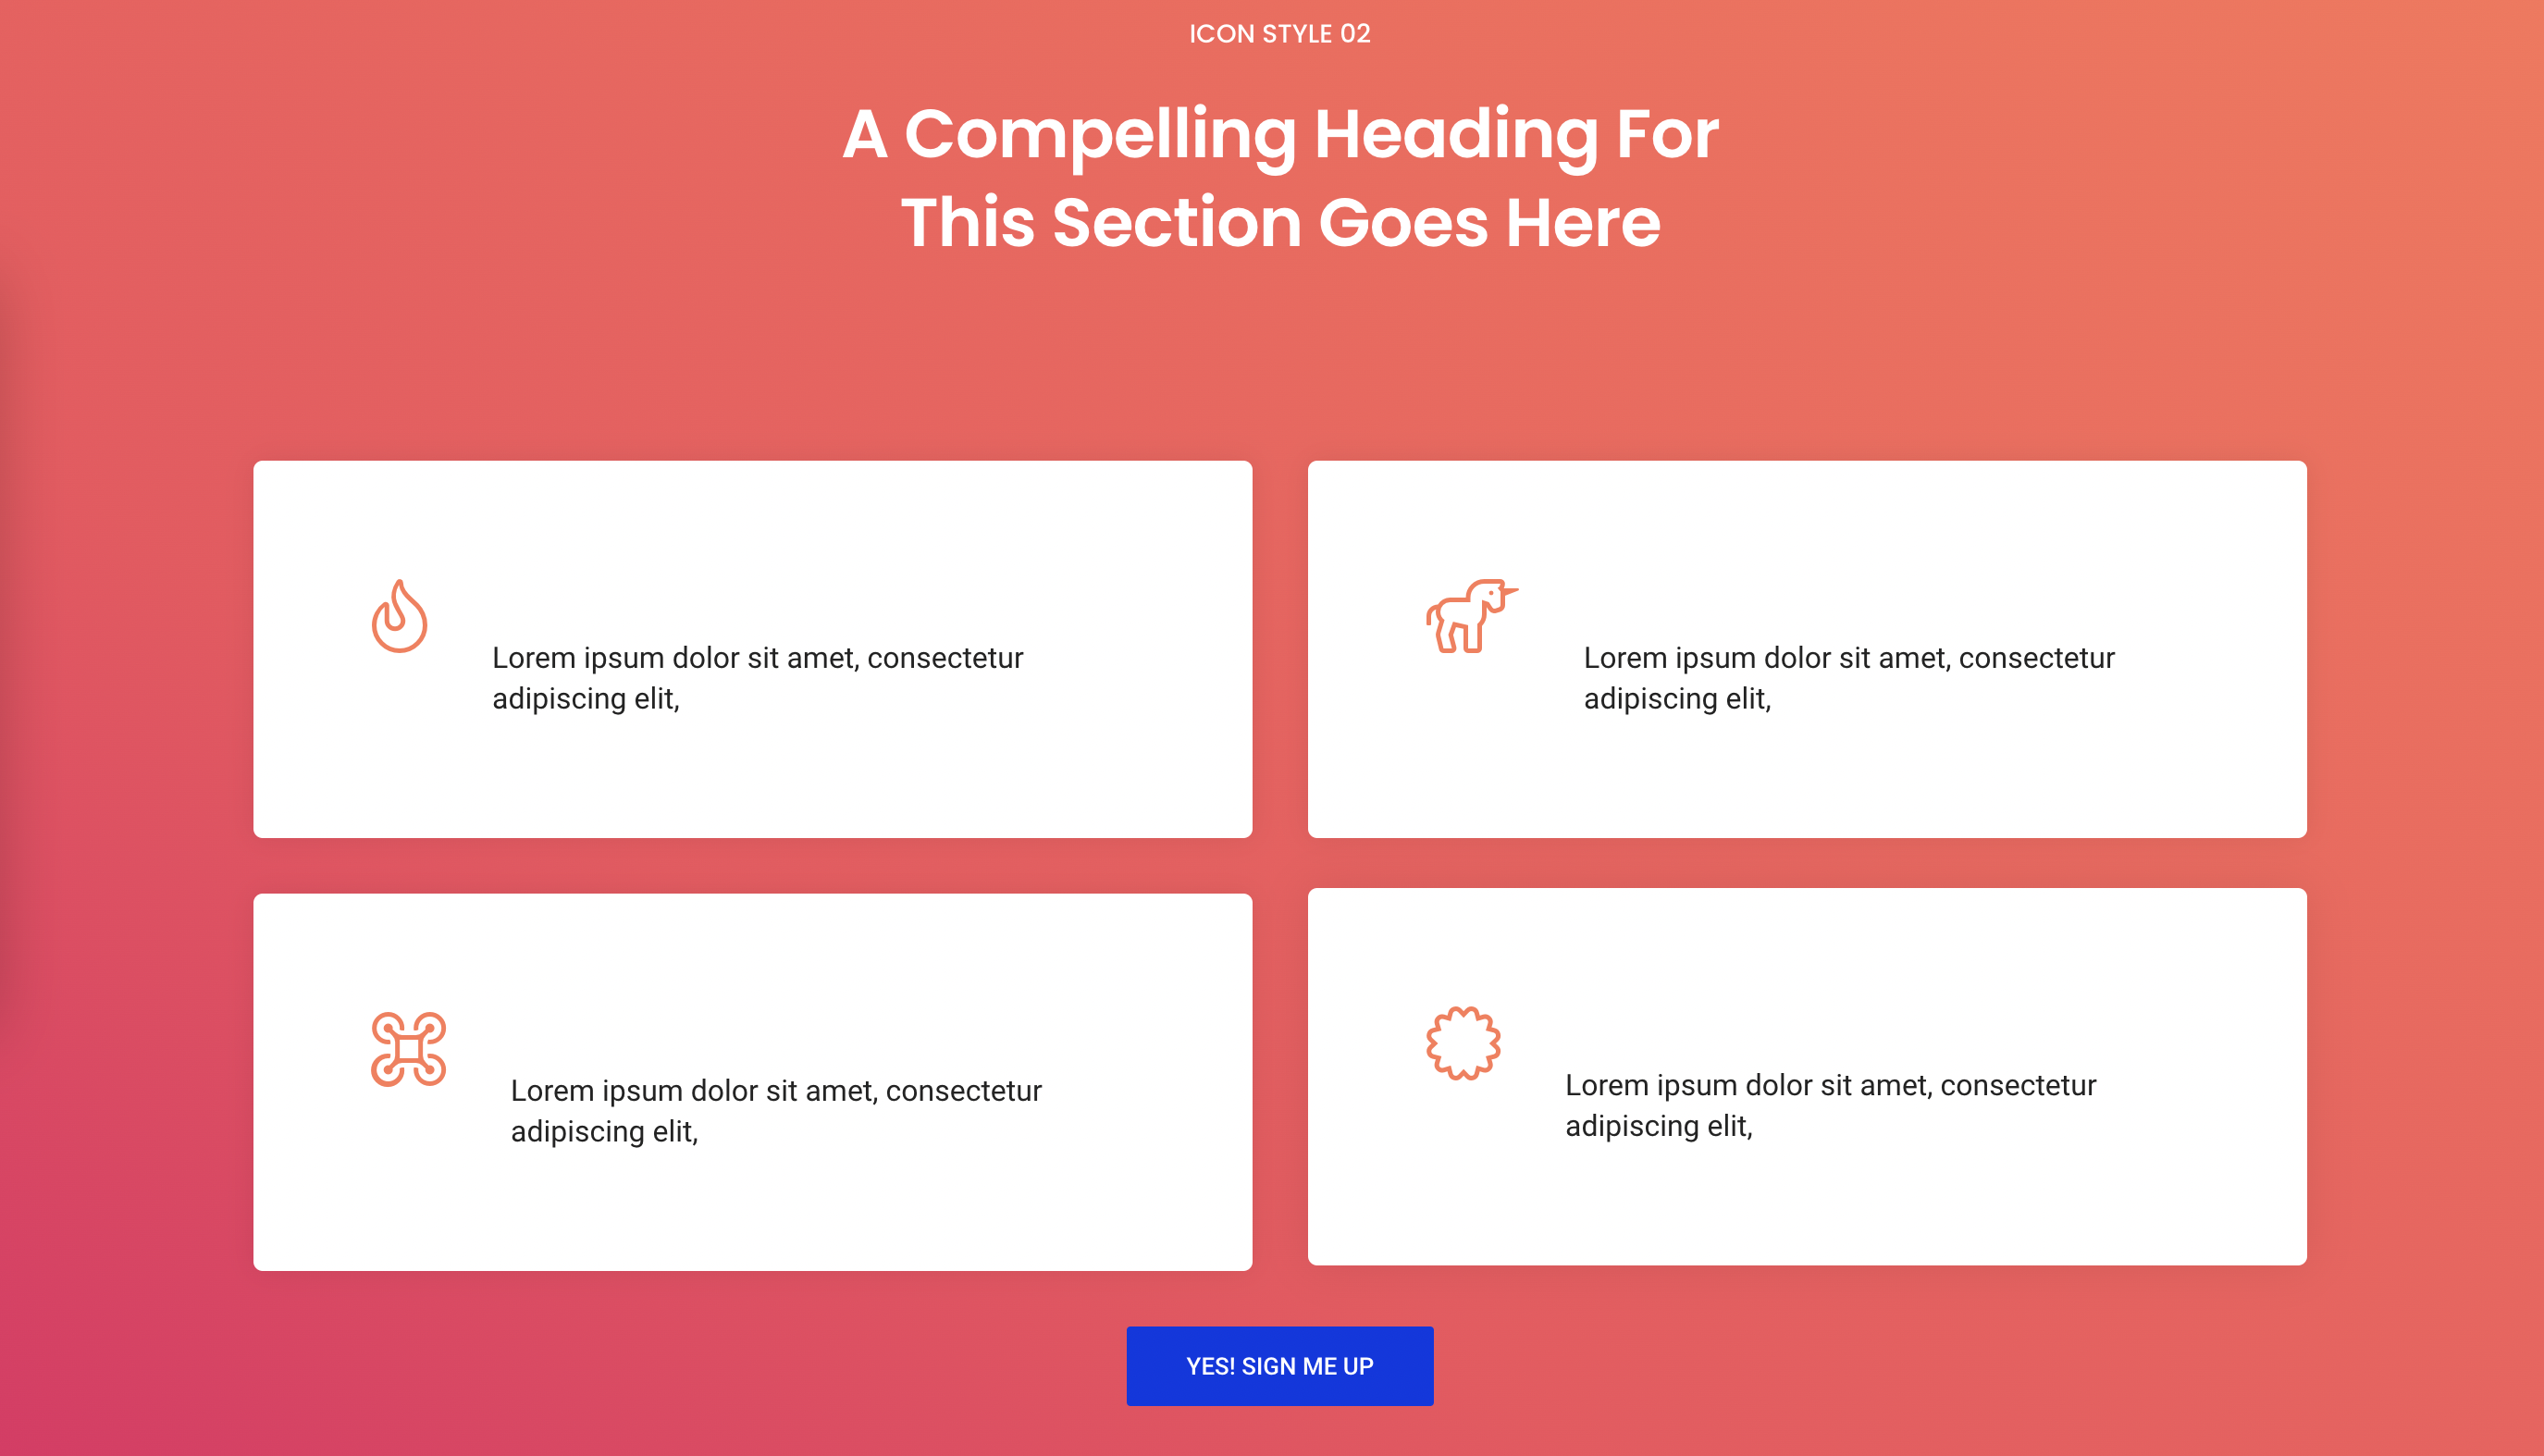 ICON STYLE 02
A Compelling Heading For
This Section Goes Here
Lorem ipsum dolor sit amet, consectetur
adipiscing elit,
Lorem ipsum dolor sit amet, consectetur
adipiscing elit,
Lorem ipsum dolor sit amet, consectetur
adipiscing elit,
Lorem ipsum dolor sit amet, consectetur
adipiscing elit,
YES! SIGN ME UP